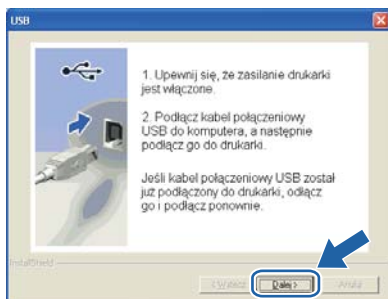 USB
1. Upewnij się, że zasilanie drukarki
jest włączone.
2. Podłącz kabel połączeniowy
USB do komputera, a następnie
podłącz go do drukarki.
Jeśli kabel połączeniowy USB został
już podłączony do drukarki, odłącz
go i podłącz ponownie.
InstallShield
< Wstecz
Dalej >
Anuluj